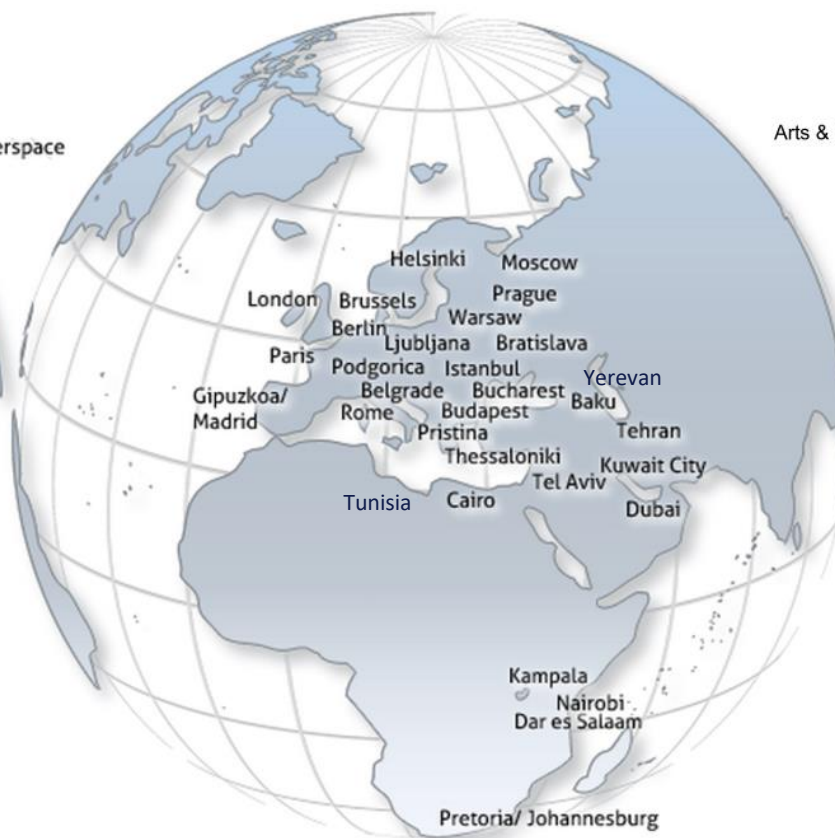 erspace
Arts &
Helsinki
Moscow
London
Brussels
Prague
Berlin
Warsaw
Ljubljana
Bratislava
Paris
Podgorica
Istanbul
Yerevan
Gipuzkoa/
Madrid
Belgrade
Bucharest
Baku
Rome
Budapest
Pristina
Tehran
Thessaloniki
Kuwait City
Tel Aviv
Tunisia
Cairo
Dubai
Kampala
Nairobi
Dar es Salaam
Pretoria/ Johannesburg